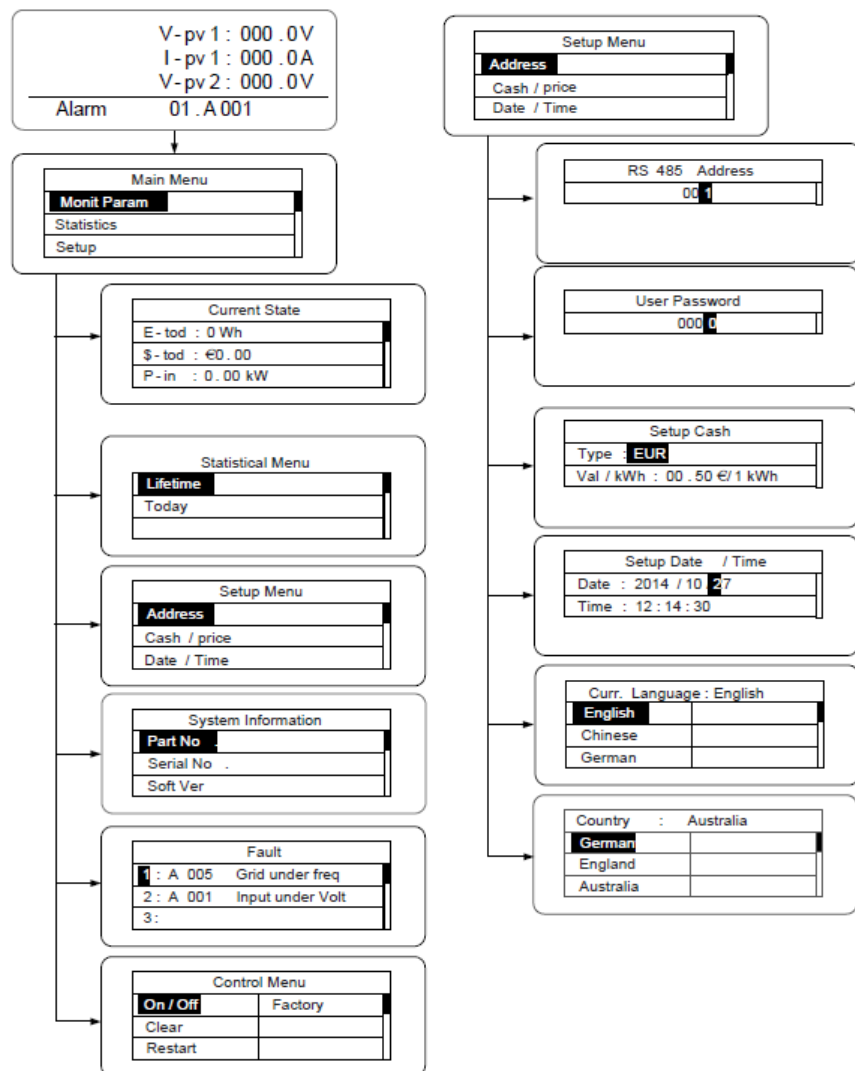 V-pv 1 : 000 .0V
I-pv 1 : 000 .0A
V-pv 2 : 000 .0V
Alarm 01 . A 001
Main Menu
Monit Param
Statistics
Setup
Current State
E - tod : 0 Wh
$ - tod : €0 . 00
P - in : 0 . 00 kW
Statistical Menu
Lifetime
Today
Setup Menu
Address
Cash / price
Date / Time
System Information
Part No .
Serial No .
Soft Ver
Fault
1 : A 005 Grid under freq
2 : A 001 Input under Volt
3 :
Control Menu
On / Off Factory
Clear
Restart
Setup Menu
Address
Cash / price
Date / Time
RS 485 Address
00 1
User Password
000 0
Setup Cash
Type : EUR
Val / kWh : 00 . 50 €/ 1 kWh
Setup Date / Time
Date : 2014 / 10 . 27
Time : 12 : 14 : 30
Curr. Language : English
English
Chinese
German
Country : Australia
German
England
Australia